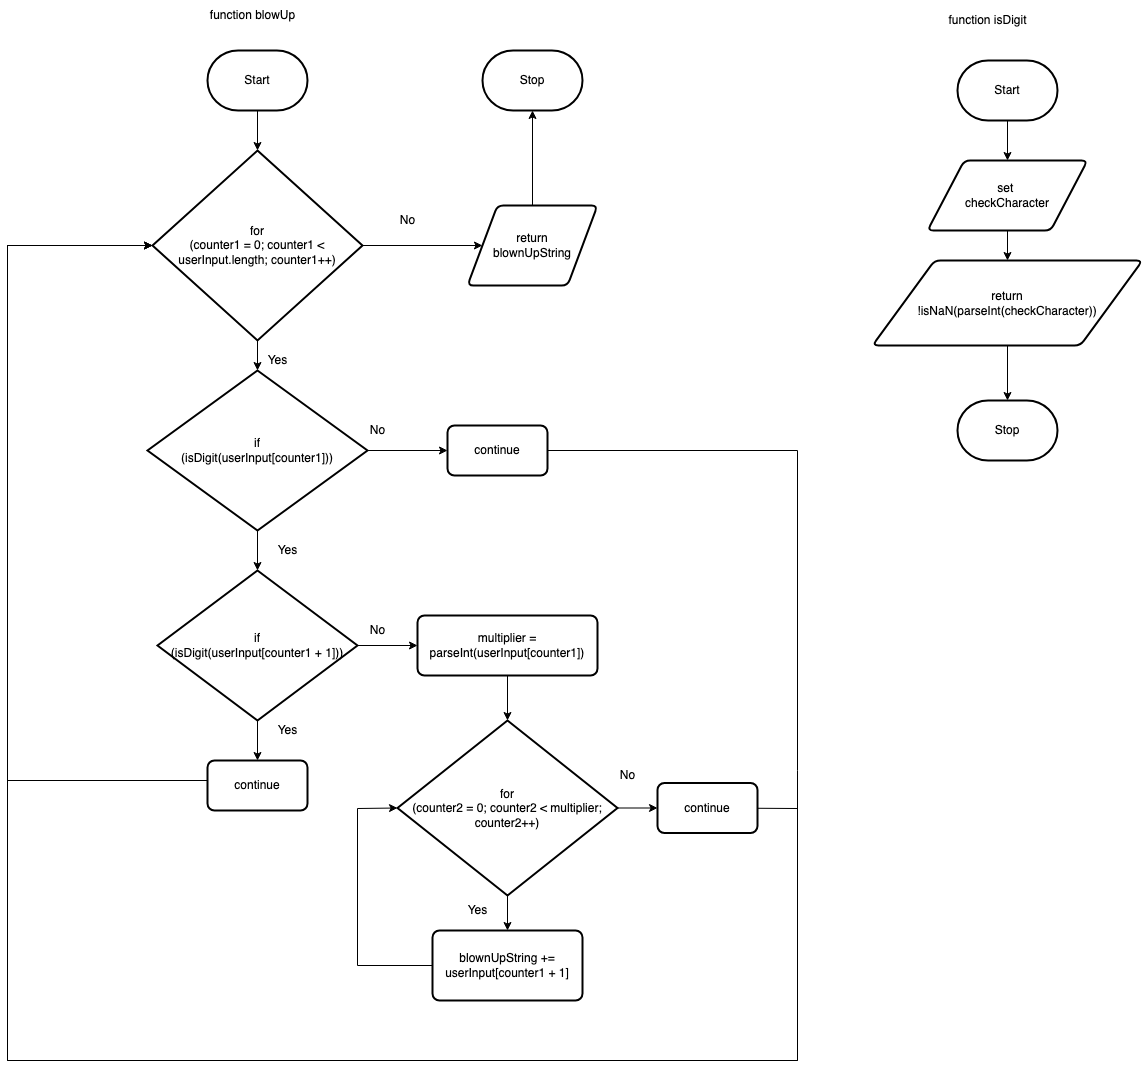 function blowUp
function isDigit
Start
Stop
Start
set
checkCharacter
for
(counter1 = 0; counter1 <
userInput.length; counter1++)
No
return
blownUpString
return
!isNaN(parseInt(checkCharacter))
Yes
Stop
if
(isDigit(userInput[counter1]))
No
continue
Yes
if
(isDigit(userInput[counter1 + 1]))
No
multiplier =
parseInt(userInput[counter1])
Yes
continue
for
(counter2 = 0; counter2 < multiplier;
counter2++)
No
continue
Yes
blownUpString +=
userInput[counter1 + 1]